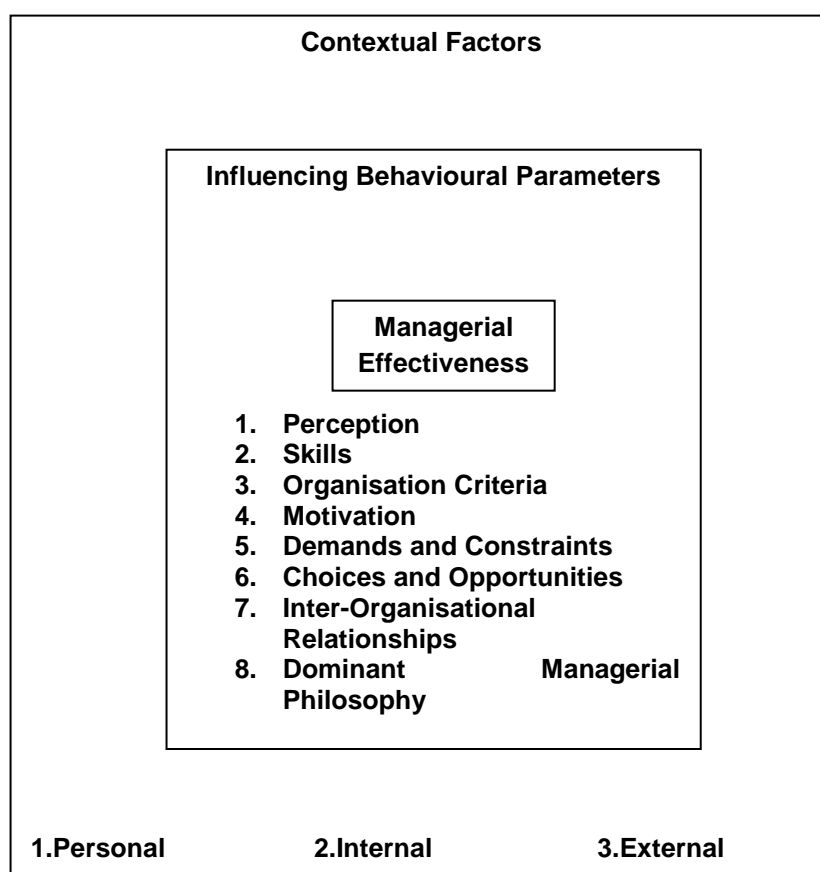 Contextual Factors
Influencing Behavioural Parameters
Managerial
Effectiveness
1. Perception
2. Skills
3. Organisation Criteria
4. Motivation
5. Demands and Constraints
6. Choices and Opportunities
7. Inter-Organisational
Relationships
8. Dominant Managerial
Philosophy
1.Personal 2.Internal 3.External